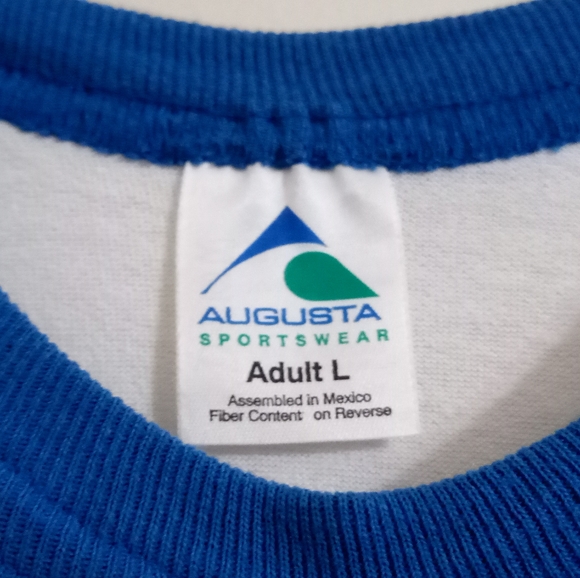 AUGUSTA
SPORTSWEAR
Adult L
Assembled in Mexico
Fiber Content on Reverse